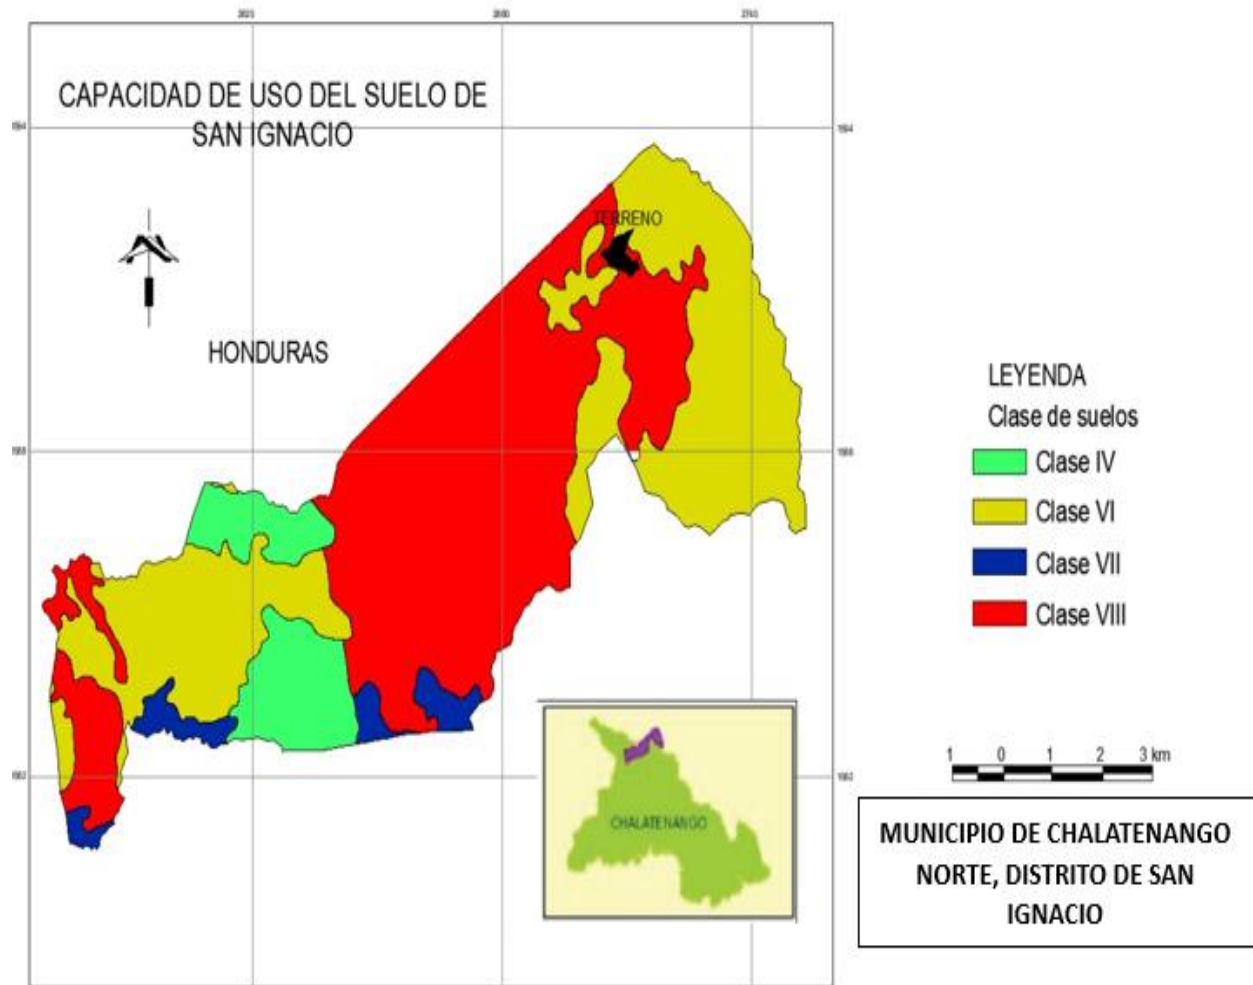 CAPACIDAD DE USO DEL SUELO DE
SAN IGNACIO
TERRENO
HONDURAS
LEYENDA
Clase de suelos
Clase IV
Clase VI
Clase VII
Clase VIII
CHALATENANGO
1 0 1 2 3 km
MUNICIPIO DE CHALATENANGO
NORTE, DISTRITO DE SAN
IGNACIO